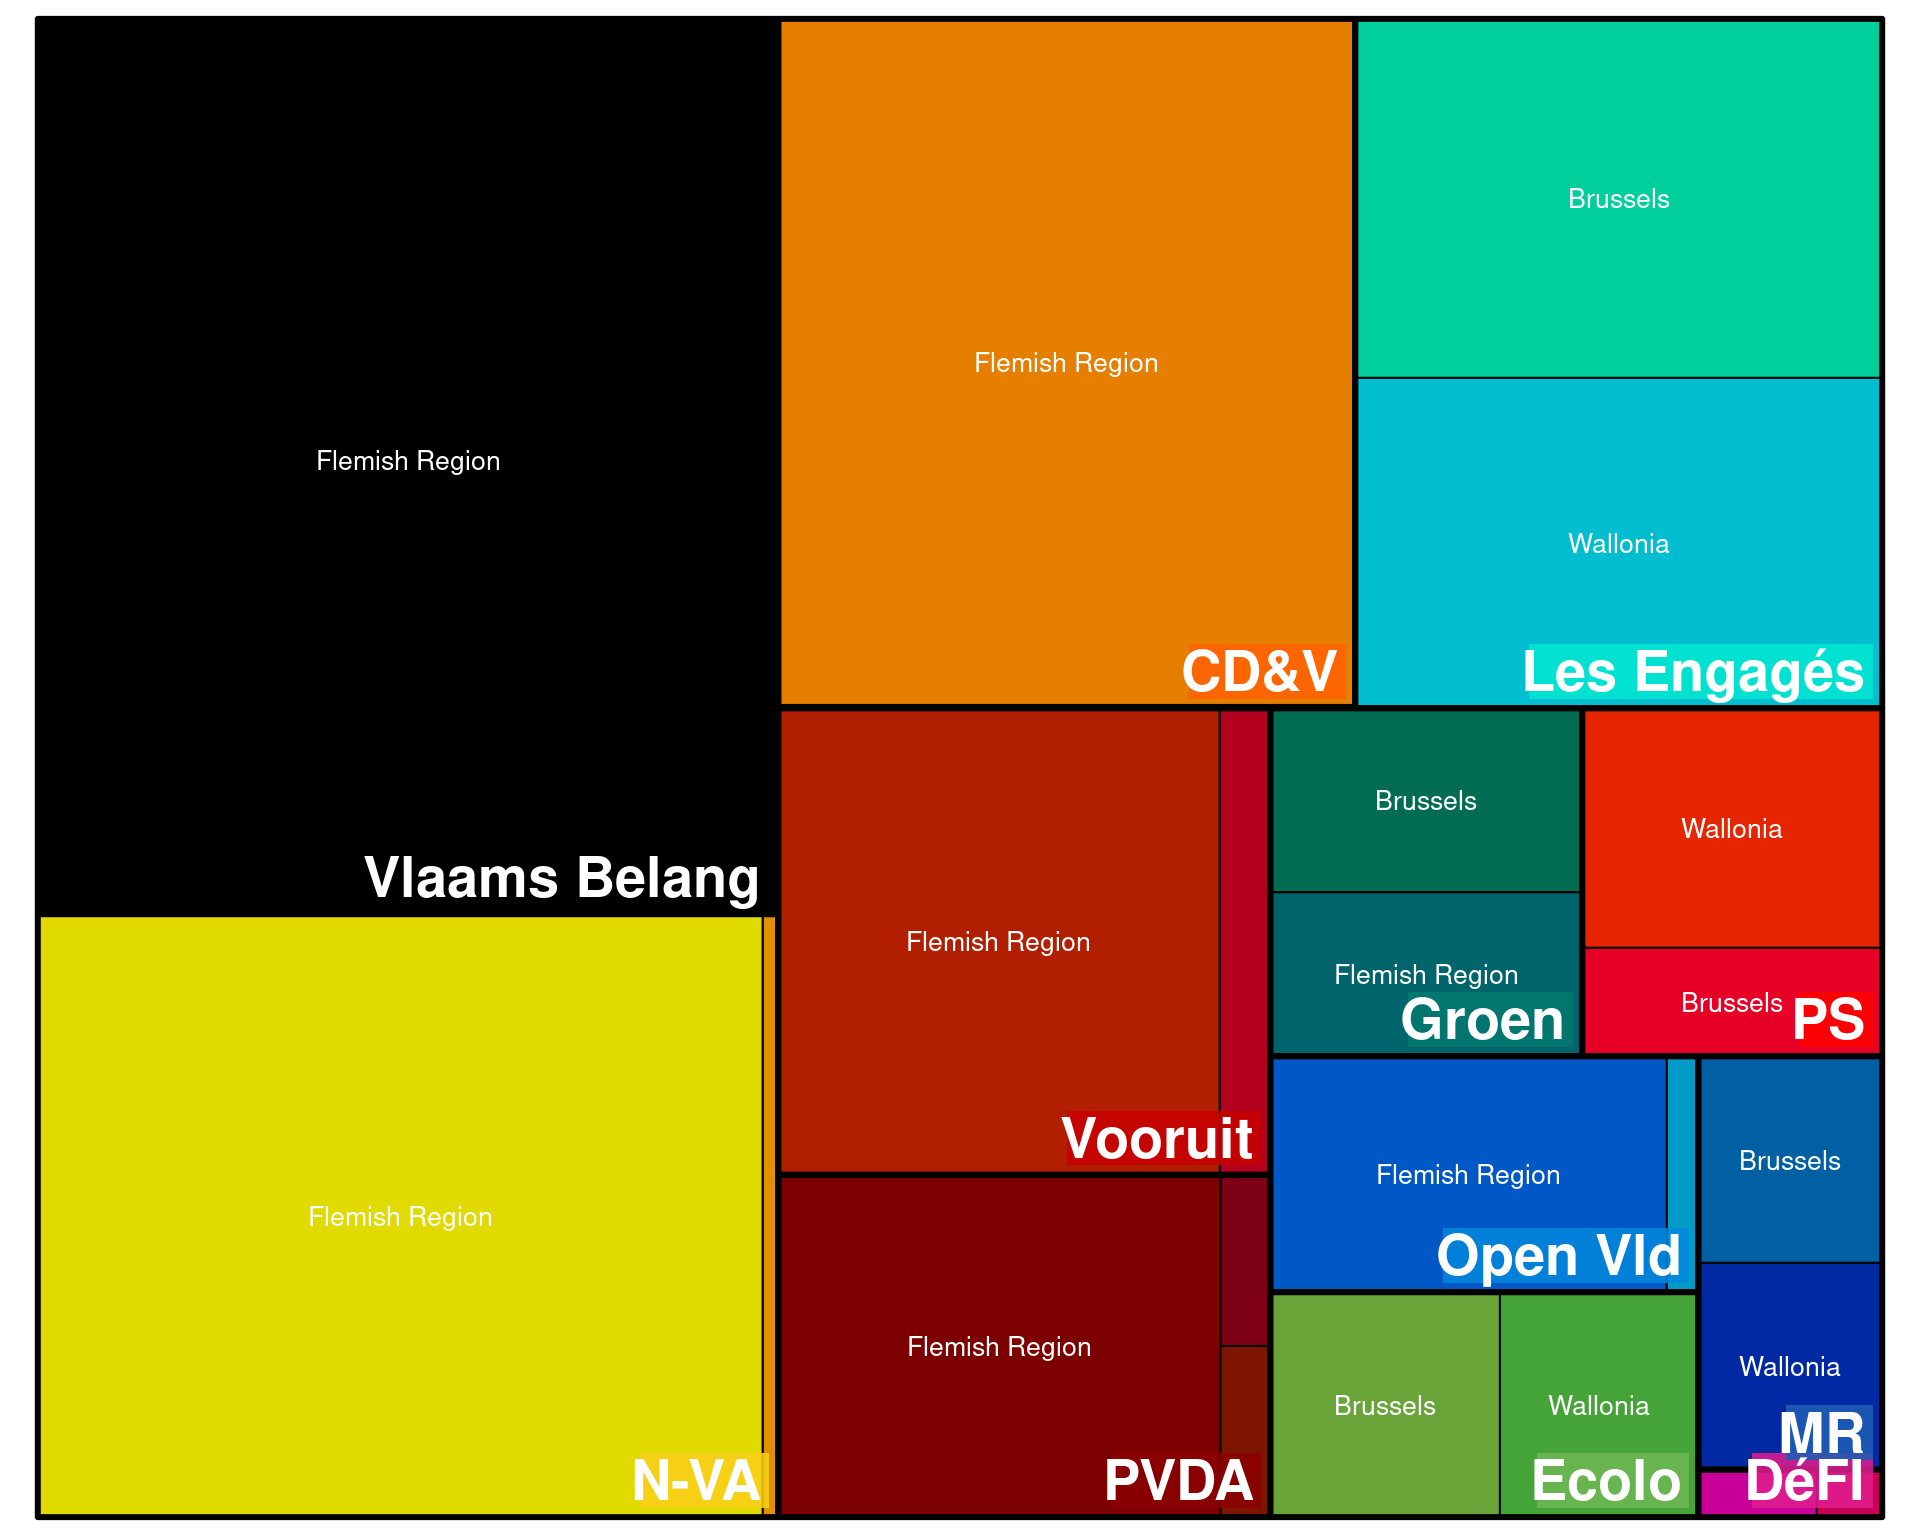 Flemish Region
Vlaams Belang
Flemish Region
N-VA
Flemish Region
CD&V
Brussels
Wallonia
Les Engagés
Flemish Region
Vooruit
Flemish Region
PVDA
Brussels
Flemish Region
Groen
Wallonia
Brussels
PS
Flemish Region
Open Vld
Brussels
Wallonia
Ecolo
Brussels
Wallonia
MR
DéFI